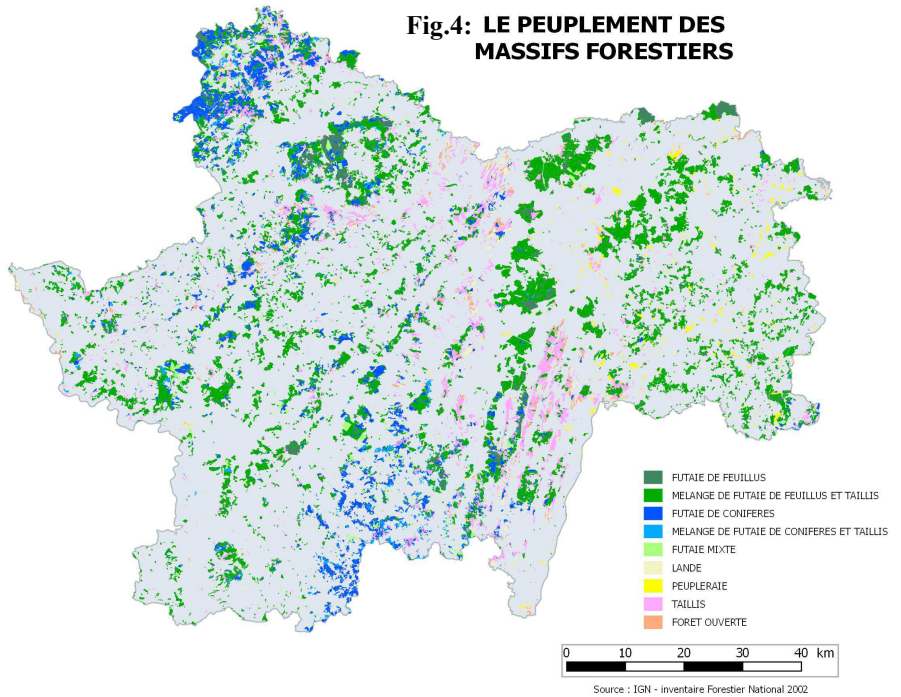 Fig.4: LE PEUPLEMENT DES
MASSIFS FORESTIERS
FUTAIE DE FEUILLUS
MELANGE DE FUTAIE DE FEUILLUS ET TAILLIS
FUTAIE DE CONIFERES
MELANGE DE FUTAIE DE CONIFERES ET TAILLIS
FUTAIE MIXTE
LANDE
PEUPLERAIE
TAILLIS
FORET OUVERTE
0 10 20 30 40 km
Source : IGN - inventaire Forestier National 2002